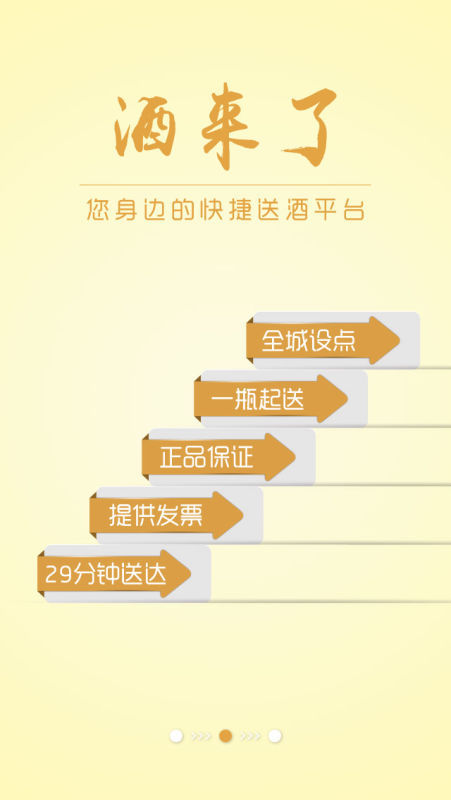 酒来了
您身边的快捷送酒平台
全城设点
一瓶起送
正品保证
提供发票
29分钟送达